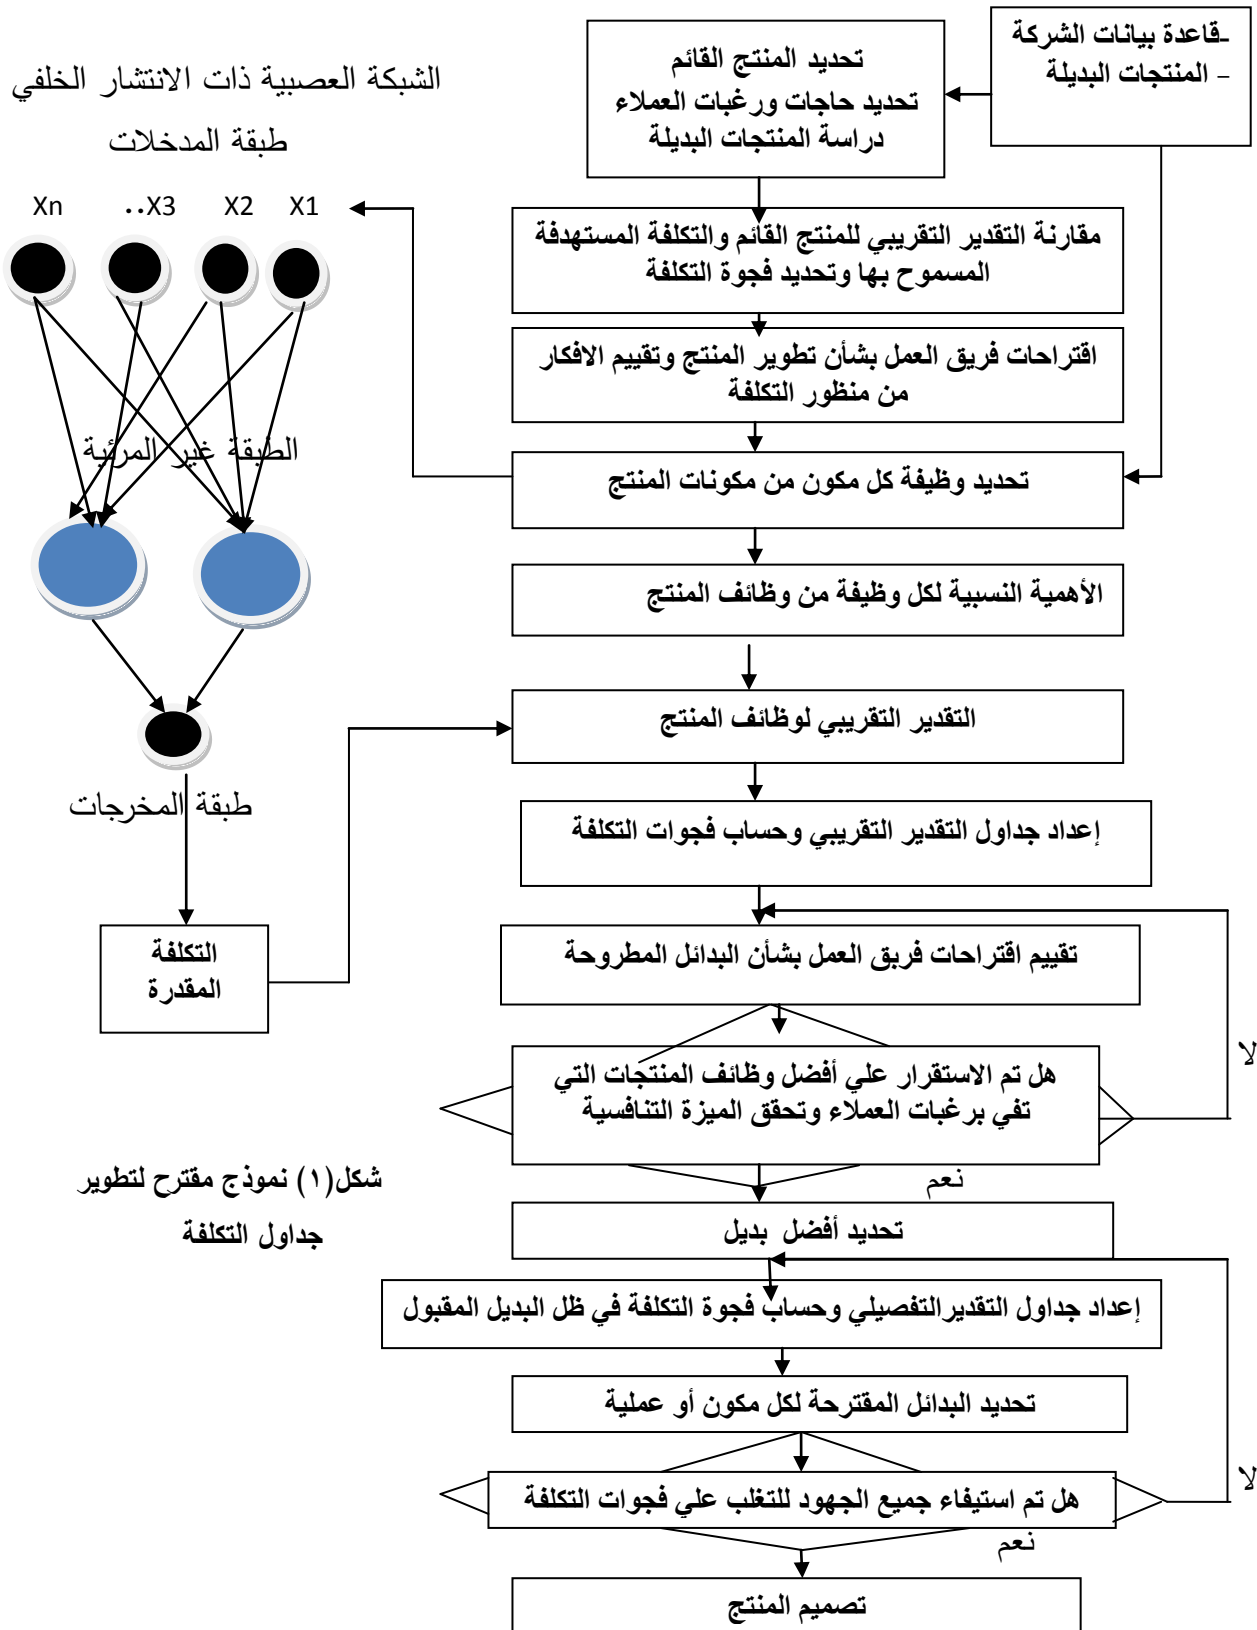 -قاعدة بيانات الشركة
- المنتجات البديلة
تحديد المنتج القائم
تحديد حاجات ورغبات العملاء
دراسة المنتجات البديلة
الشبكة العصبية ذات الانتشار الخلفي
طبقة المدخلات
X1 X2 X3.. Xn
مقارنة التقدير التقريبي للمنتج القائم والتكلفة المستهدفة
المسموح بها وتحديد فجوة التكلفة
اقتراحات فريق العمل بشأن تطوير المنتج وتقييم الافكار
من منظور التكلفة
الطبقة غير المرئية
تحديد وظيفة كل مكون من مكونات المنتج
الأهمية النسبية لكل وظيفة من وظائف المنتج
التقدير التقريبي لوظائف المنتج
طبقة المخرجات
إعداد جداول التقدير التقريبي وحساب فجوات التكلفة
التكلفة
المقدرة
تقييم اقتراحات فريق العمل بشأن البدائل المطروحة
لا
هل تم الاستقرار علي أفضل وظائف المنتجات التي
تفي برغبات العملاء وتحقق الميزة التنافسية
نعم
شكل(١) نموذج مقترح لتطوير
جداول التكلفة
تحديد أفضل بديل
إعداد جداول التقديرالتفصيلي وحساب فجوة التكلفة في ظل البديل المقبول
تحديد البدائل المقترحة لكل مكون أو عملية
لا
هل تم استيفاء جميع الجهود للتغلب علي فجوات التكلفة
نعم
تصميم المنتج